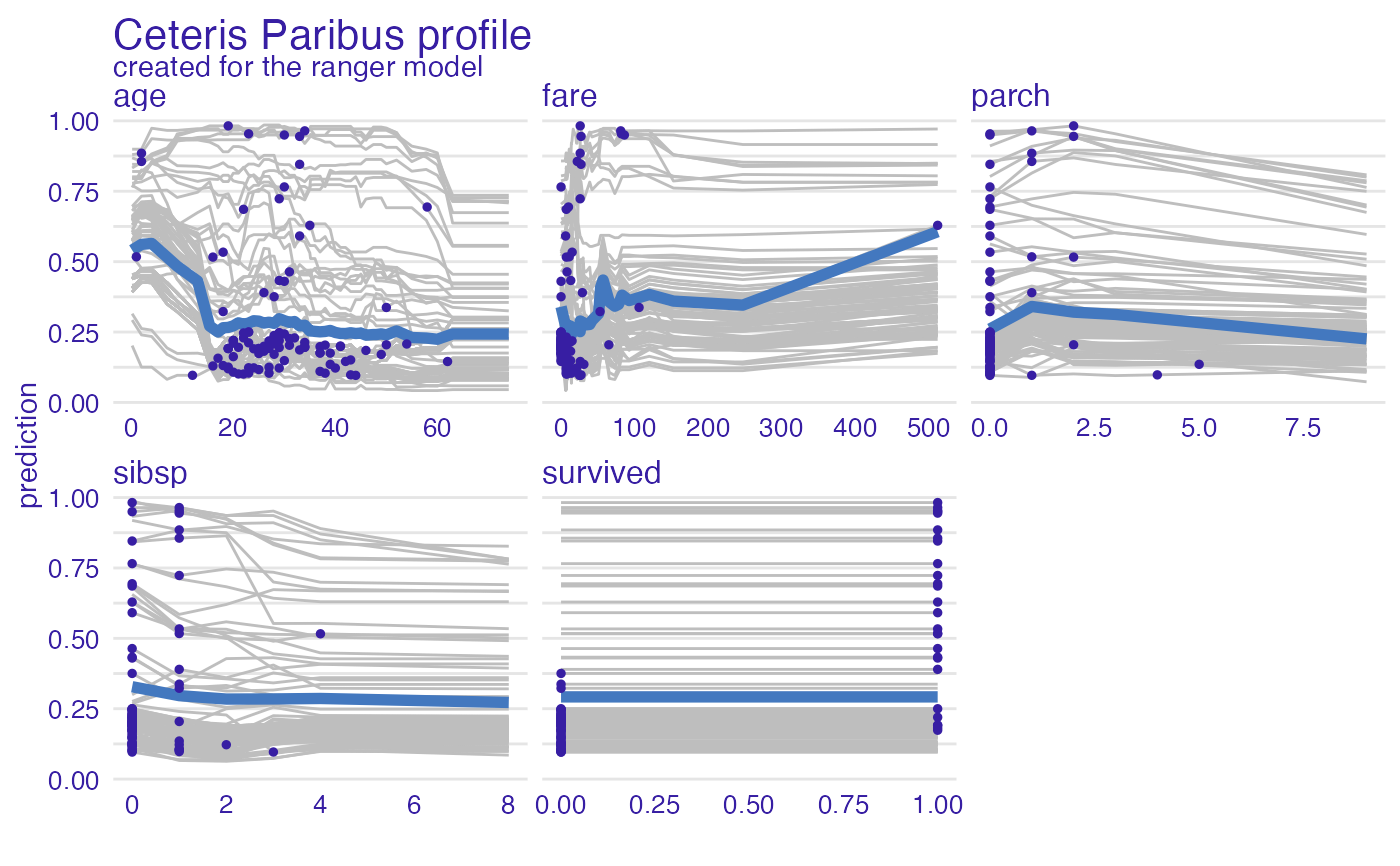 Ceteris Paribus profile
created for the ranger model
age fare parch
1.00
0.75
0.50
0.25
0.00
0 20 40 60 0 100 200 300 400 500 0.0 2.5 5.0 7.5
prediction
sibsp survived
1.00
0.75
0.50
0.25
0.00
0 2 4 6 8 0.00 0.25 0.50 0.75 1.00